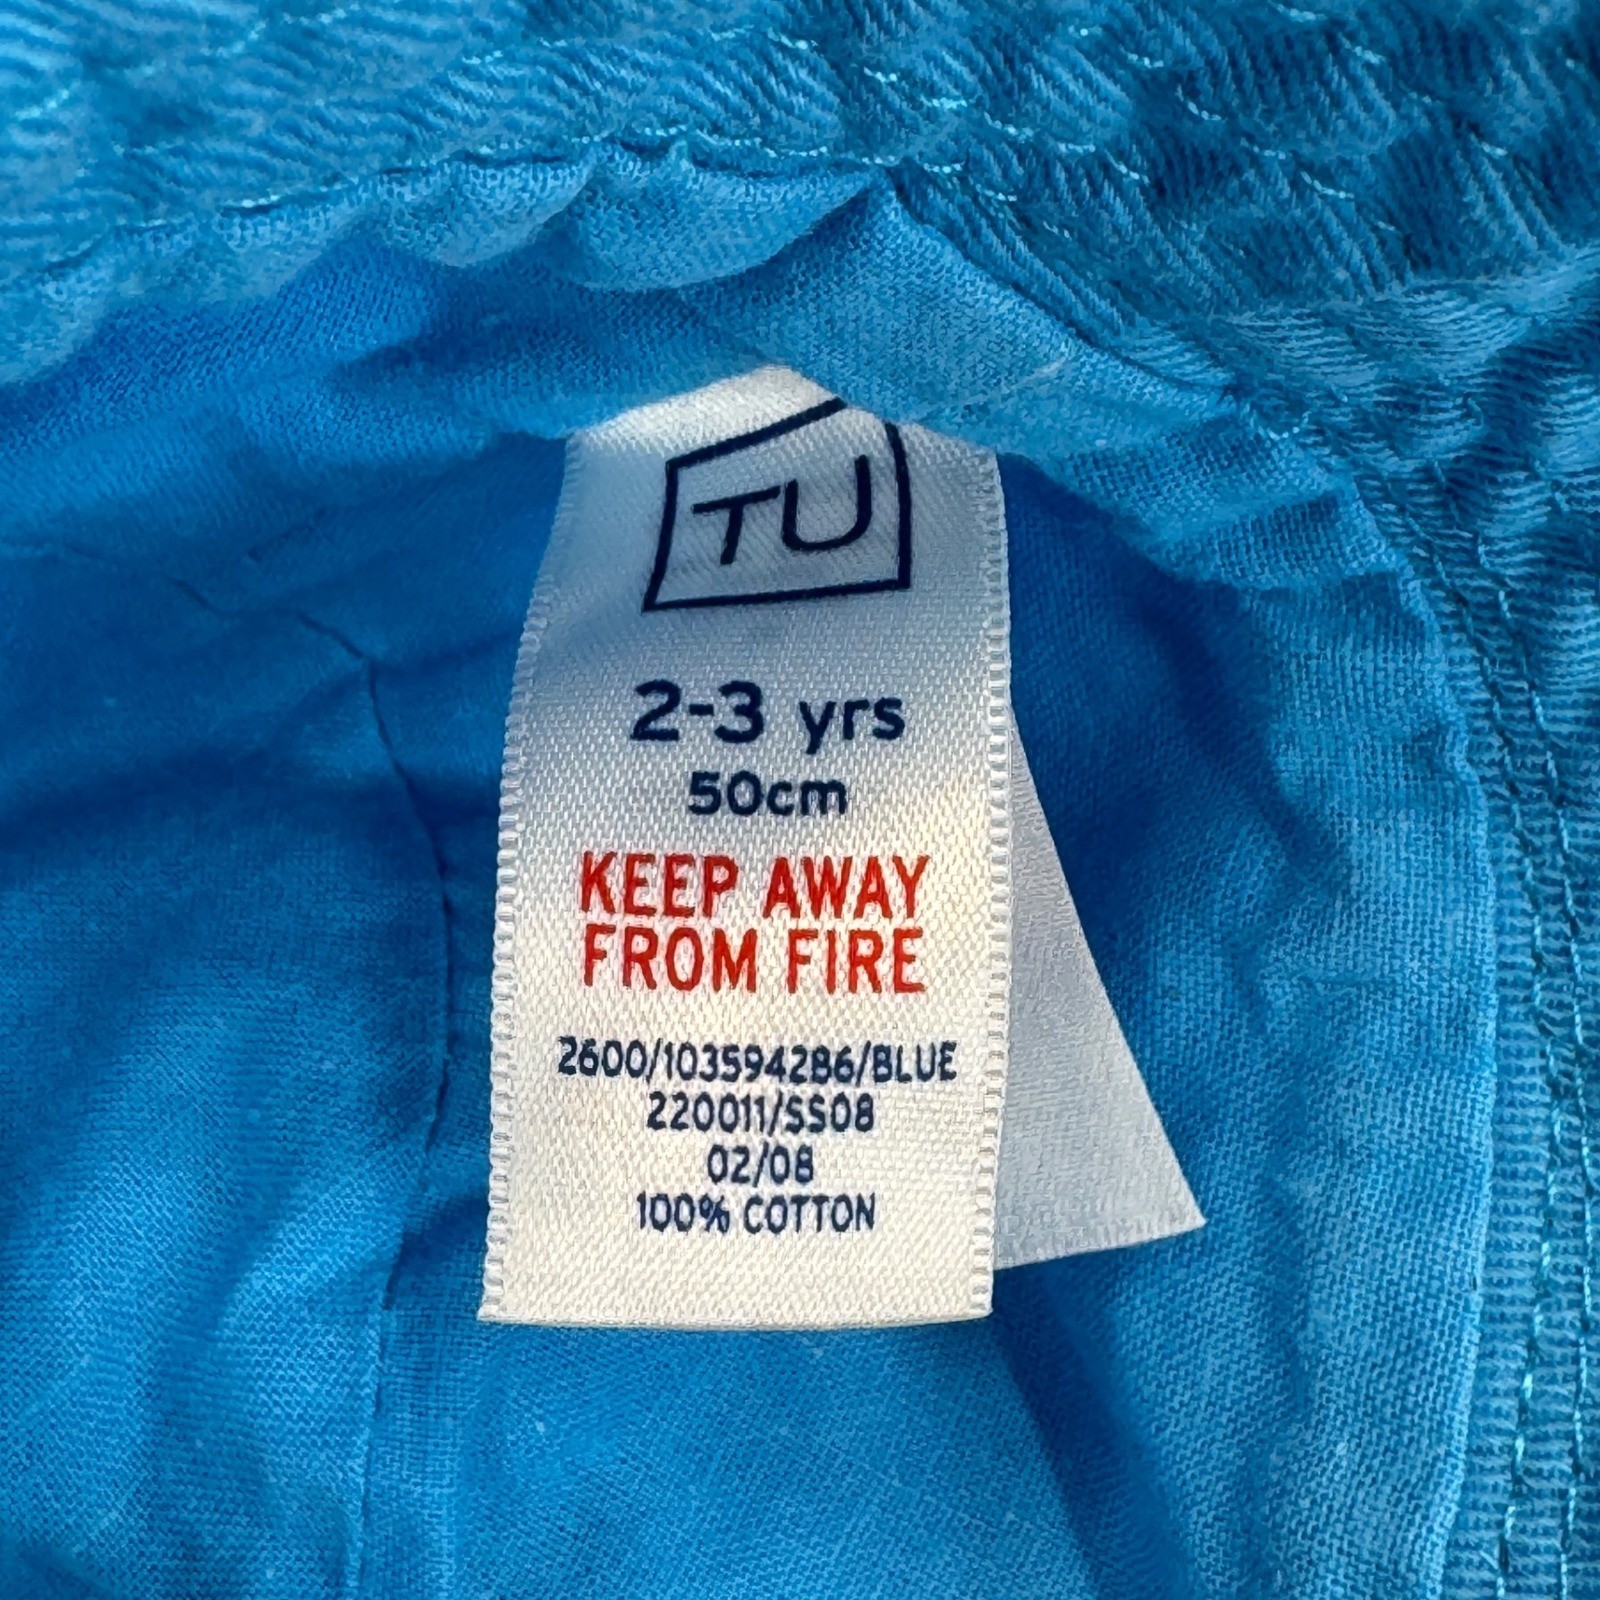 TU
2-3 yrs
50cm
KEEP AWAY
FROM FIRE
2600/103594286/BLUE
220011/SS08
02/08
100% COTTON